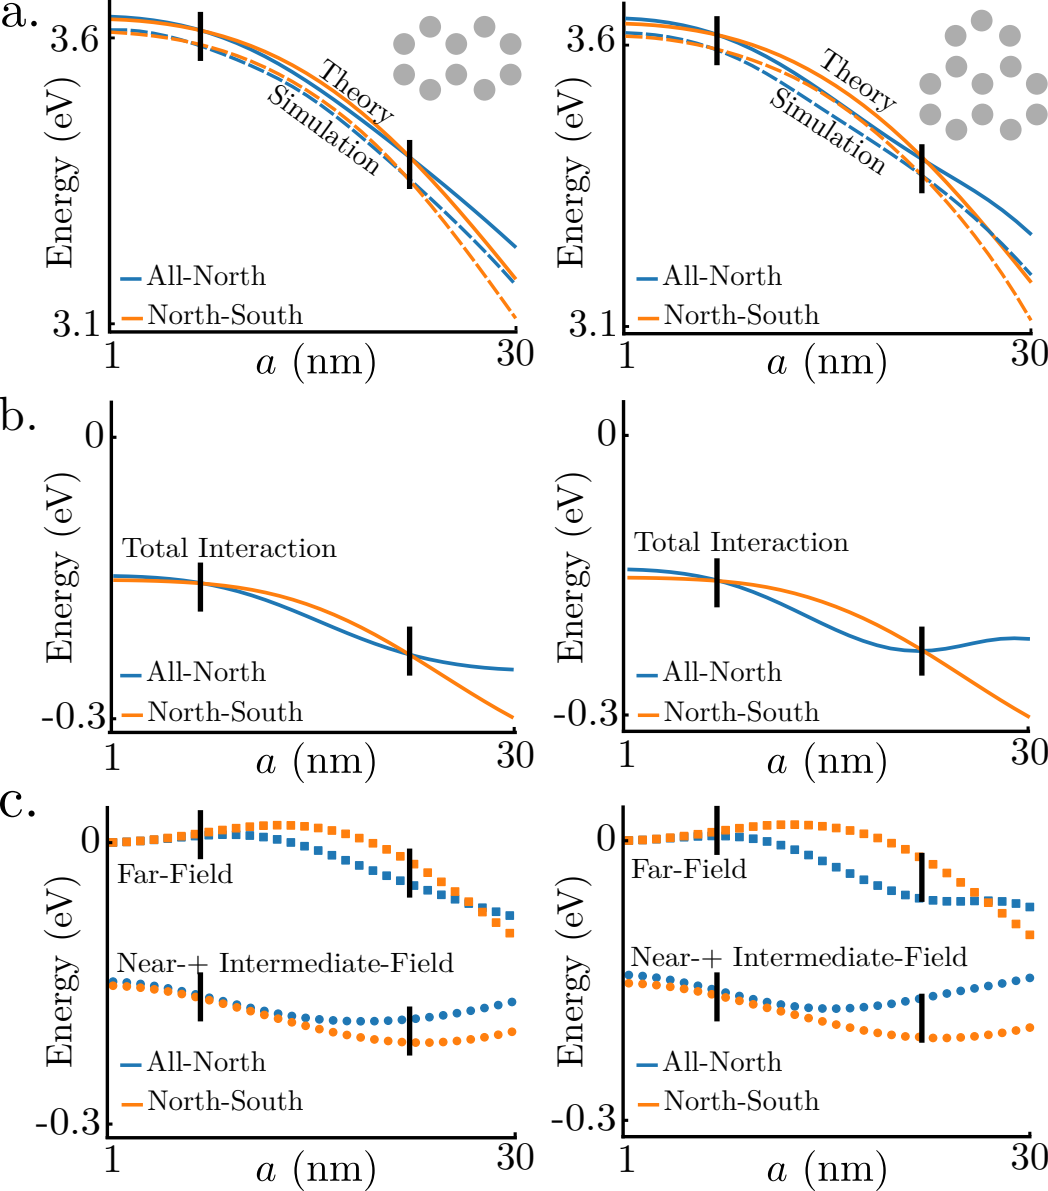 a.
3.6
3.1
Energy (eV)
Theory
Simulation
All-North
North-South
1
a (nm)
30
3.6
3.1
Energy (eV)
Theory
Simulation
All-North
North-South
1
a (nm)
30
b.
0
-0.3
Energy (eV)
Total Interaction
All-North
North-South
1
a (nm)
30
0
-0.3
Energy (eV)
Total Interaction
All-North
North-South
1
a (nm)
30
c.
0
-0.3
Energy (eV)
Far-Field
Near-+ Intermediate-Field
All-North
North-South
1
a (nm)
30
0
-0.3
Energy (eV)
Far-Field
Near-+ Intermediate-Field
All-North
North-South
1
a (nm)
30